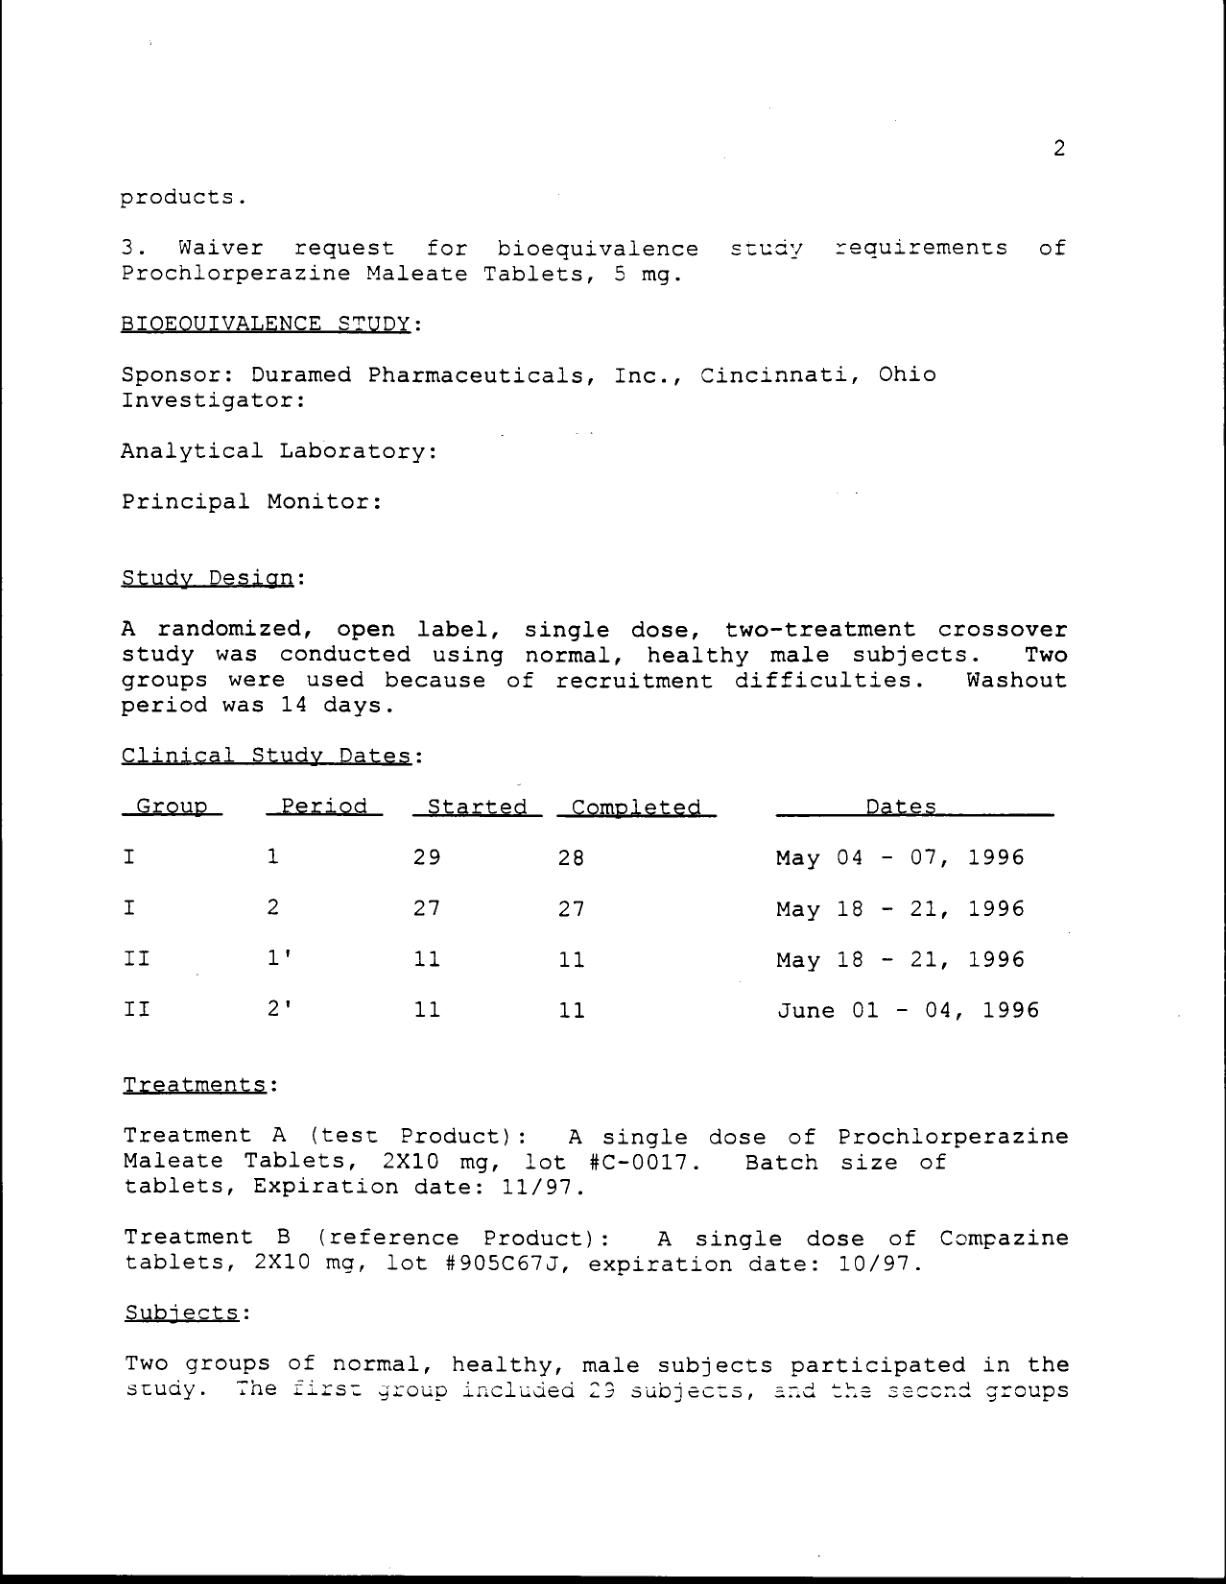 2
products.
3. Waiver request for bioequivalence study requirements of
Prochlorperazine Maleate Tablets, 5 mg.
BIOEQUIVALENCE STUDY:
Sponsor: Duramed Pharmaceuticals, Inc., Cincinnati, Ohio
Investigator:
Analytical Laboratory:
Principal Monitor:
Study Design:
A randomized, open label, single dose, two-treatment crossover
study was conducted using normal, healthy male subjects. Two
groups were used because of recruitment difficulties. Washout
period was 14 days.
Clinical Study Dates:
Group Period Started Completed Dates
I 1 29 28 May 04 - 07, 1996
I 2 27 27 May 18 - 21, 1996
II 1' 11 11 May 18 - 21, 1996
II 2' 11 11 June 01 - 04, 1996
Treatments:
Treatment A (test Product): A single dose of Prochlorperazine
Maleate Tablets, 2X10 mg, lot #C-0017. Batch size of
tablets, Expiration date: 11/97.
Treatment B (reference Product): A single dose of Compazine
tablets, 2X10 mg, lot #905C67J, expiration date: 10/97.
Subjects:
Two groups of normal, healthy, male subjects participated in the
study. The first group included 29 subjects, and the second groups